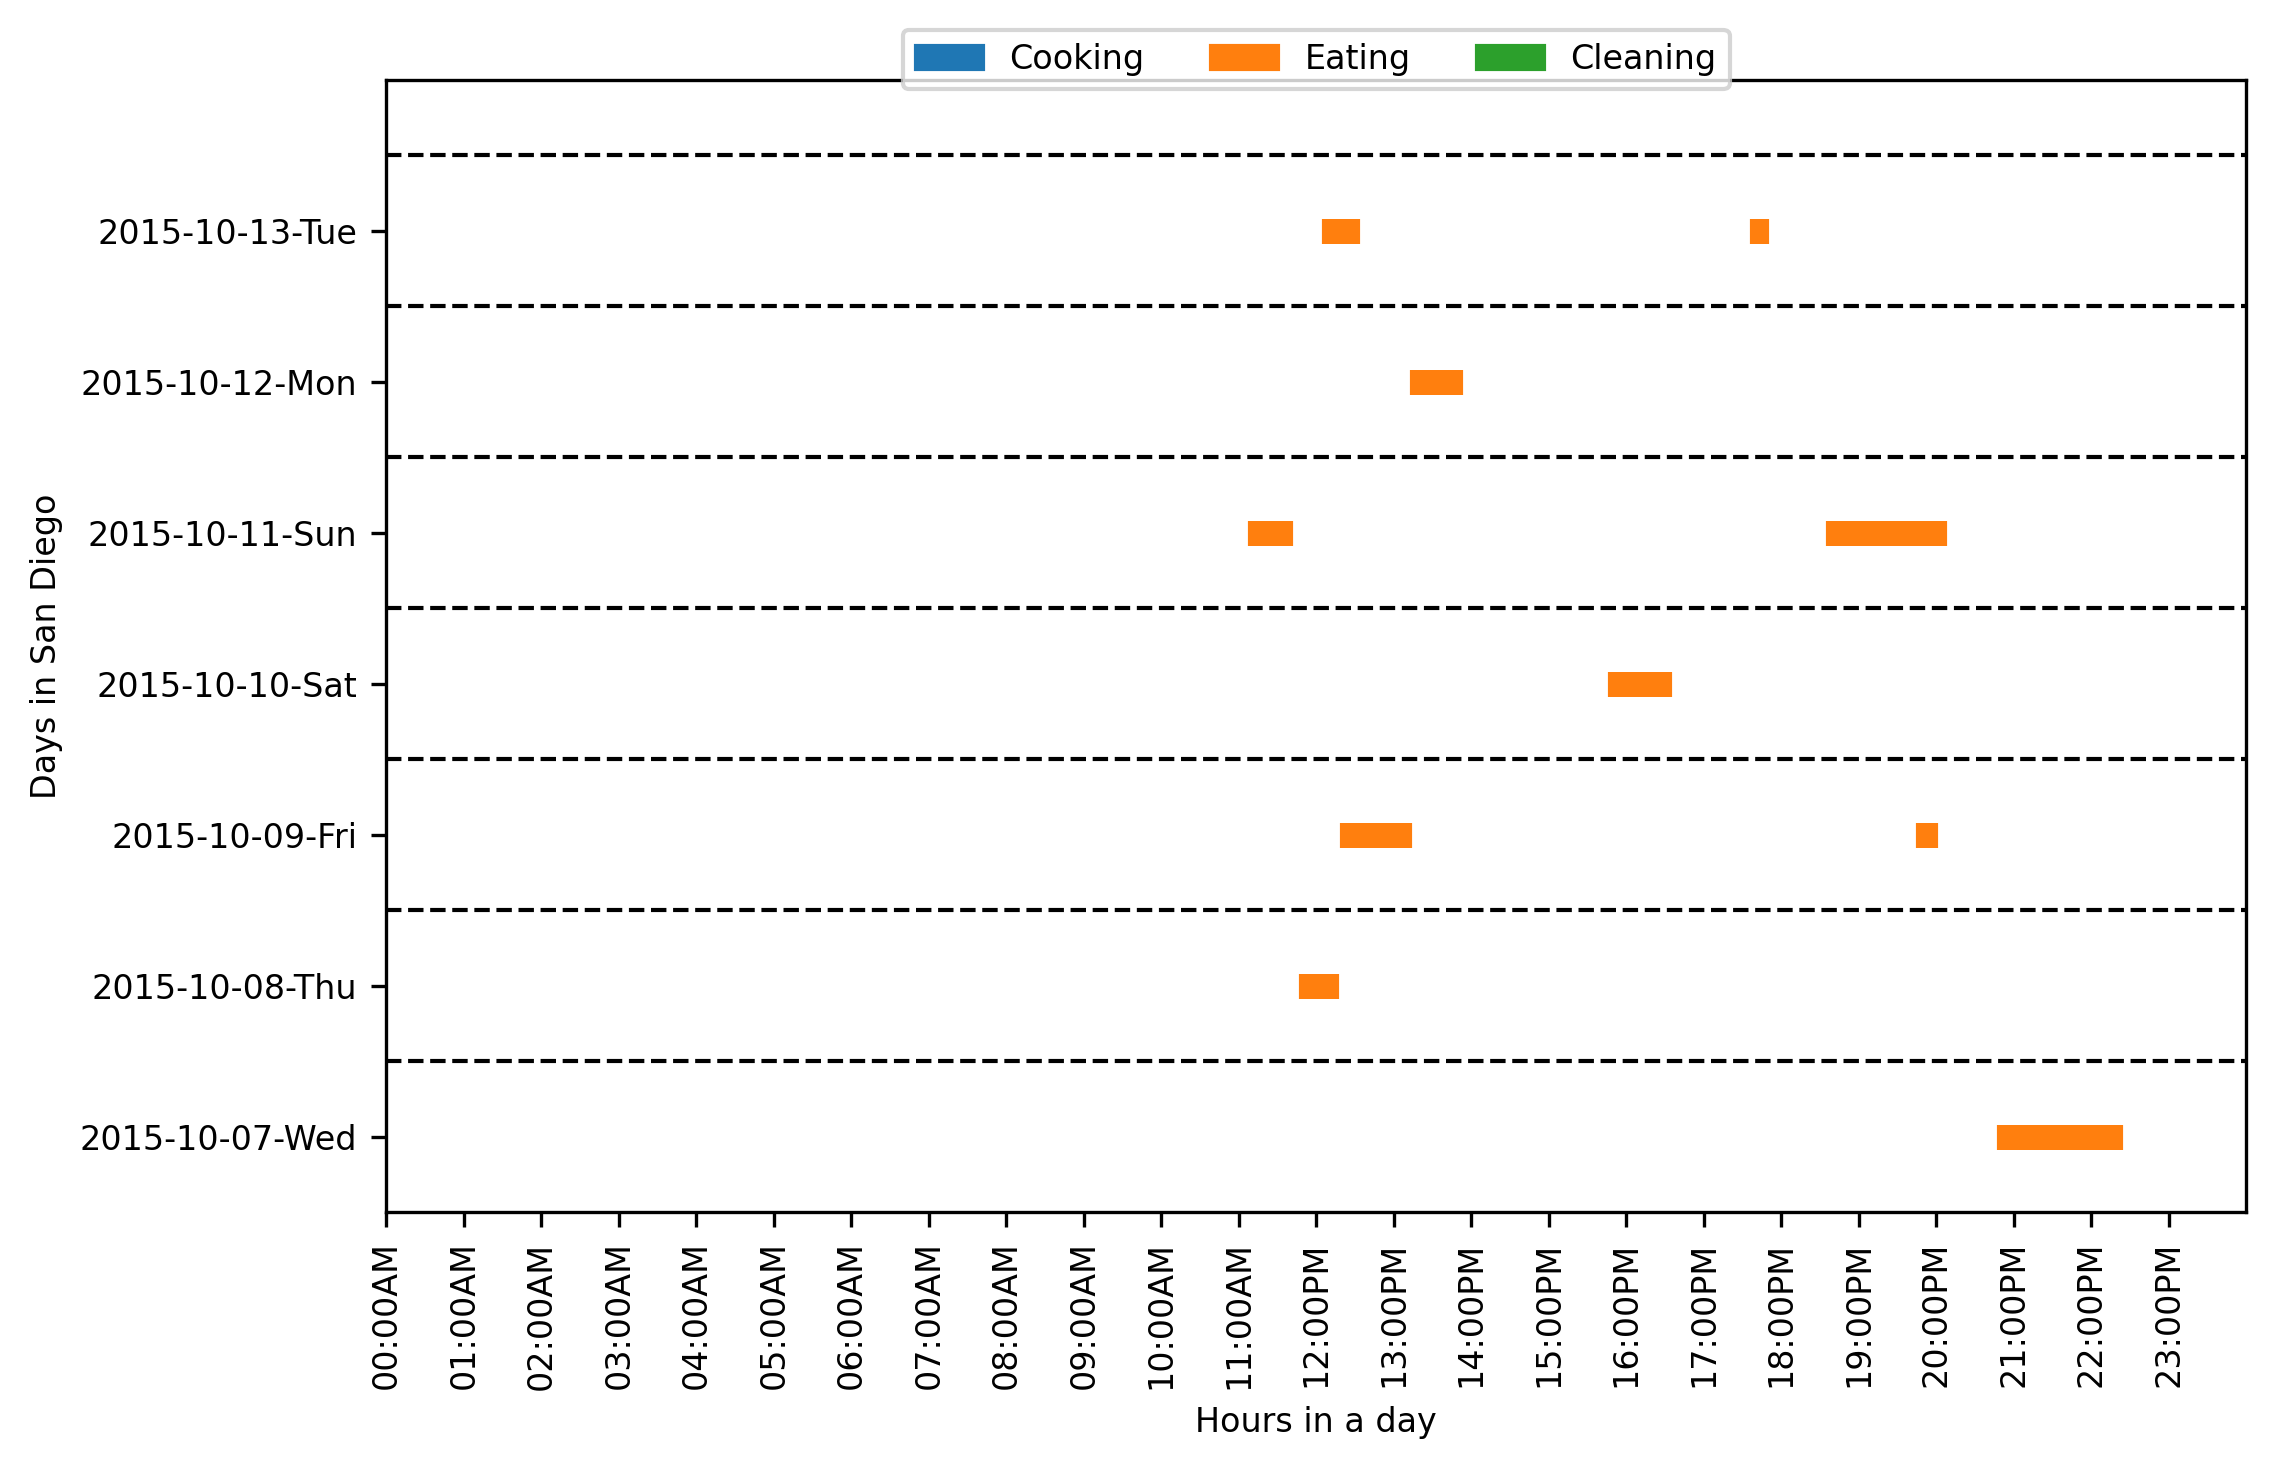 Cooking Eating Cleaning
2015-10-13-Tue
2015-10-12-Mon
2015-10-11-Sun
2015-10-10-Sat
2015-10-09-Fri
2015-10-08-Thu
2015-10-07-Wed
Days in San Diego
00:00AM
01:00AM
02:00AM
03:00AM
04:00AM
05:00AM
06:00AM
07:00AM
08:00AM
09:00AM
10:00AM
11:00AM
12:00PM
13:00PM
14:00PM
15:00PM
16:00PM
17:00PM
18:00PM
19:00PM
20:00PM
21:00PM
22:00PM
23:00PM
Hours in a day